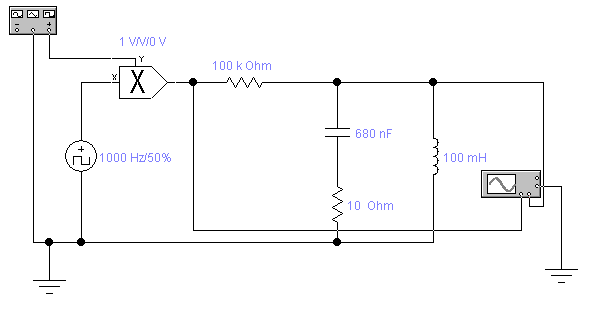 1 V/V/0 V
Y
X
X
100 k Ohm
680 nF
1000 Hz/50%
100 mH
10 Ohm